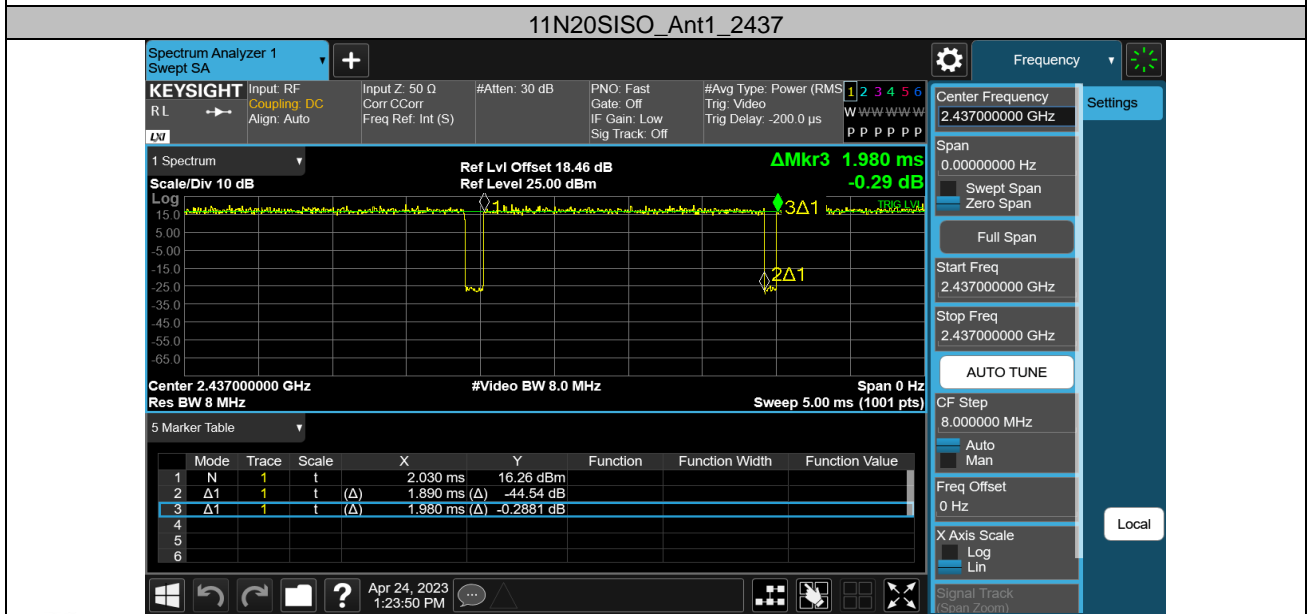 11N20SISO_Ant1_2437
Spectrum Analyzer 1
Swept SA
Frequency
KEYSIGHT
RL
LXI
Input: RF
Coupling: DC
Align: Auto
Input Z: 50 Ω
Corr CCorr
Freq Ref: Int (S)
#Atten: 30 dB
PNO: Fast
Gate: Off
IF Gain: Low
Sig Track: Off
#Avg Type: Power (RMS
Trig: Video
Trig Delay: -200.0 µs
1 2 3 4 5 6
W W W W W W
P P P P P P
1 Spectrum
Scale/Div 10 dB
Ref Lvl Offset 18.46 dB
Ref Level 25.00 dBm
ΔMkr3 1.980 ms
-0.29 dB
Log
15.0
5.00
-5.00
-15.0
-25.0
-35.0
-45.0
-55.0
-65.0
1
3Δ1
TRIG LVL
2Δ1
Center 2.437000000 GHz
#Video BW 8.0 MHz
Span 0 Hz
Res BW 8 MHz
Sweep 5.00 ms (1001 pts)
5 Marker Table
Mode Trace Scale X Y Function Function Width Function Value
1 N 1 t 2.030 ms 16.26 dBm
2 Δ1 1 t (Δ) 1.890 ms (Δ) -44.54 dB
3 Δ1 1 t (Δ) 1.980 ms (Δ) -0.2881 dB
4
5
6
Apr 24, 2023
1:23:50 PM
Center Frequency
2.437000000 GHz
Span
0.00000000 Hz
Swept Span
Zero Span
Full Span
Start Freq
2.437000000 GHz
Stop Freq
2.437000000 GHz
AUTO TUNE
CF Step
8.000000 MHz
Auto
Man
Freq Offset
0 Hz
X Axis Scale
Log
Lin
Signal Track
(Span Zoom)
Settings
Local